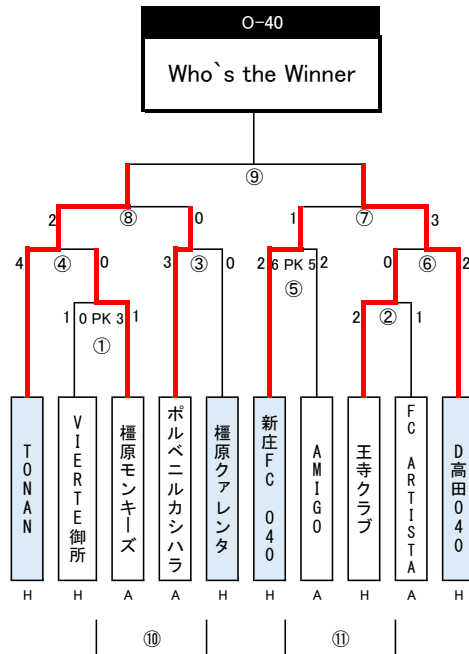 O-40
Who`s the Winner
⑨
2 ⑧ 0 1 ⑦ 3
4 ④ 0 3 ③ 0 2 6 PK 5 2 0 ⑥ 2
⑤
1 0 PK 3 1 2 ② 1
①
TONAN
VIERTE御所
橿原モンキーズ
ポルベニルカシハラ
橿原クァレンタ
新庄FC O40
AMIGO
王寺クラブ
FC ARTISTA
D高田O40
H H A A H H A H A H
⑩ ⑪